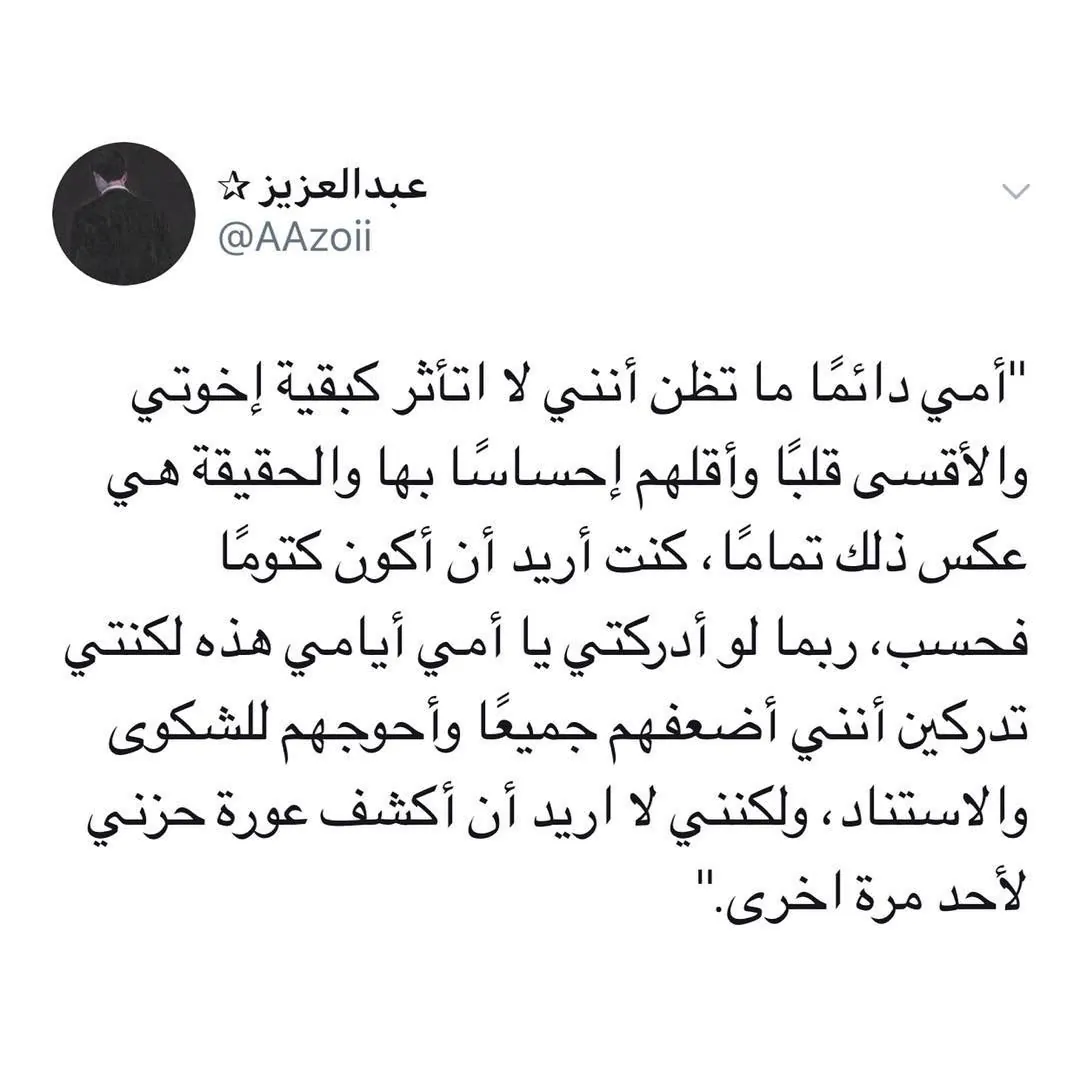 عبدالعزيز ☆
@AAzoii
"أمي دائمًا ما تظن أنني لا اتأثر كبقية إخوتي
والأقسى قلبًا وأقلهم إحساسًا بها والحقيقة هي
عكس ذلك تمامًا، كنت أريد أن أكون كتومًا
فحسب، ربما لو أدركتي يا أمي أيامي هذه لكنتي
تدركين أنني أضعفهم جميعًا وأحوجهم للشكوى
والاستناد، ولكنني لا اريد أن أكشف عورة حزني
لأحد مرة اخرى."